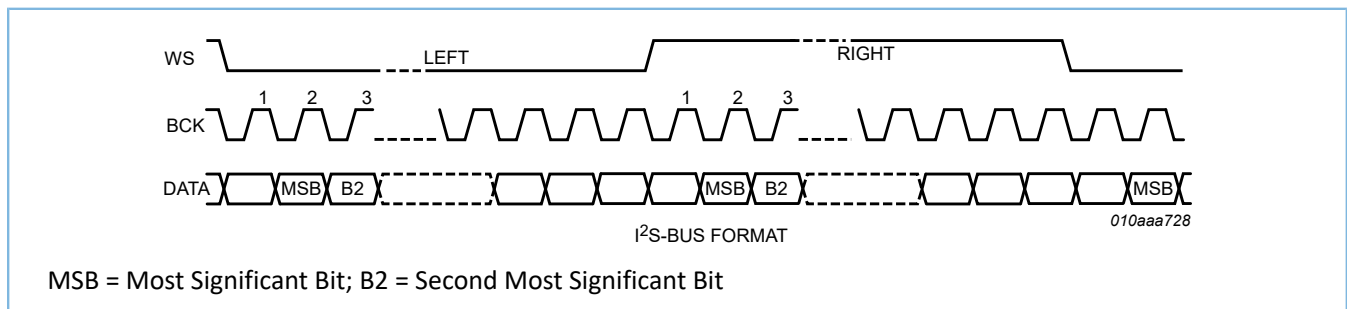 WS LEFT RIGHT
1 2 3 1 2 3
BCK
DATA MSB B2 MSB B2 MSB
010aaa728
I²S-BUS FORMAT
MSB = Most Significant Bit; B2 = Second Most Significant Bit